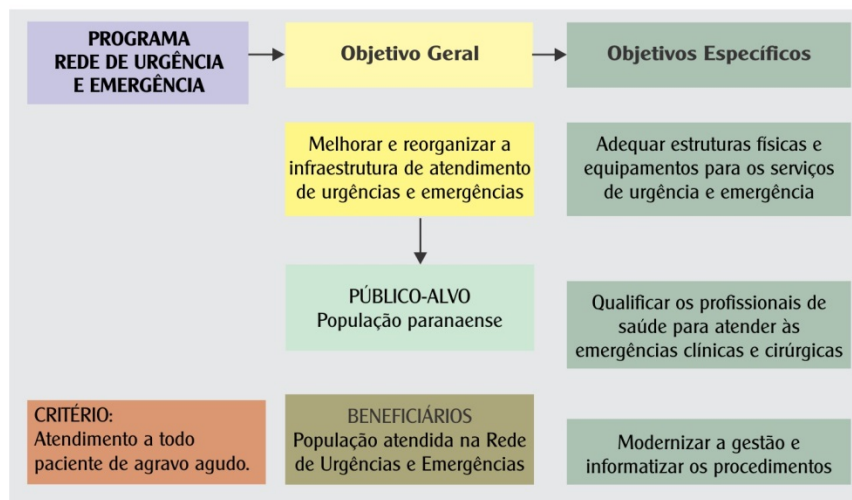 PROGRAMA
REDE DE URGÊNCIA
E EMERGÊNCIA
Objetivo Geral
Objetivos Específicos
Melhorar e reorganizar a
infraestrutura de atendimento
de urgências e emergências
Adequar estruturas físicas e
equipamentos para os serviços
de urgência e emergência
PÚBLICO-ALVO
População paranaense
Qualificar os profissionais de
saúde para atender às
emergências clínicas e cirúrgicas
CRITÉRIO:
Atendimento a todo
paciente de agravo agudo.
BENEFICIÁRIOS
População atendida na Rede
de Urgências e Emergências
Modernizar a gestão e
informatizar os procedimentos